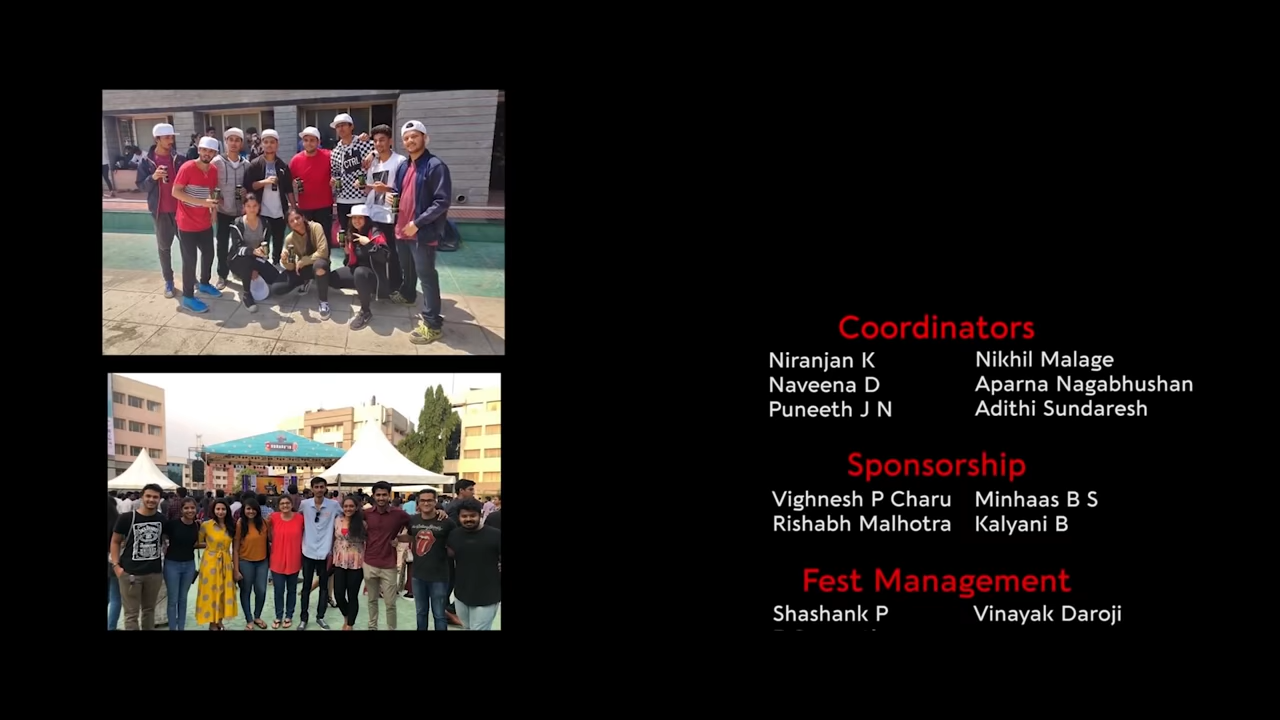 CTRL
Coordinators
Niranjan K Nikhil Malage
Naveena D Aparna Nagabhushan
Puneeth J N Adithi Sundaresh
Sponsorship
Vighnesh P Charu Minhaas B S
Rishabh Malhotra Kalyani B
Fest Management
Shashank P Vinayak Daroji